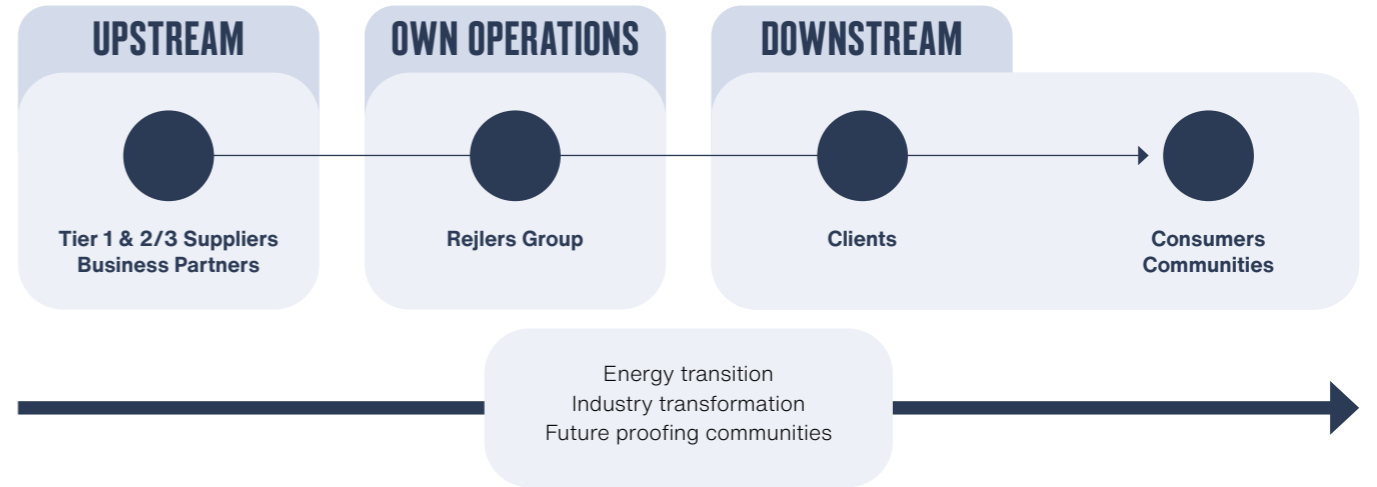 UPSTREAM
OWN OPERATIONS
DOWNSTREAM
Tier 1 & 2/3 Suppliers
Business Partners
Rejlers Group
Clients
Consumers
Communities
Energy transition
Industry transformation
Future proofing communities